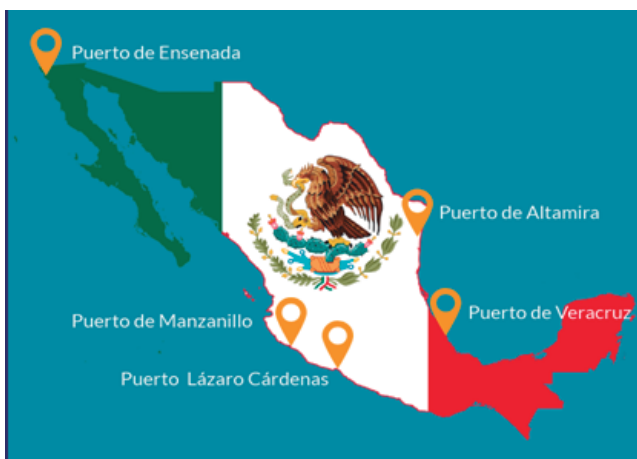 Puerto de Ensenada
Puerto de Altamira
Puerto de Veracruz
Puerto de Manzanillo
Puerto Lázaro Cárdenas